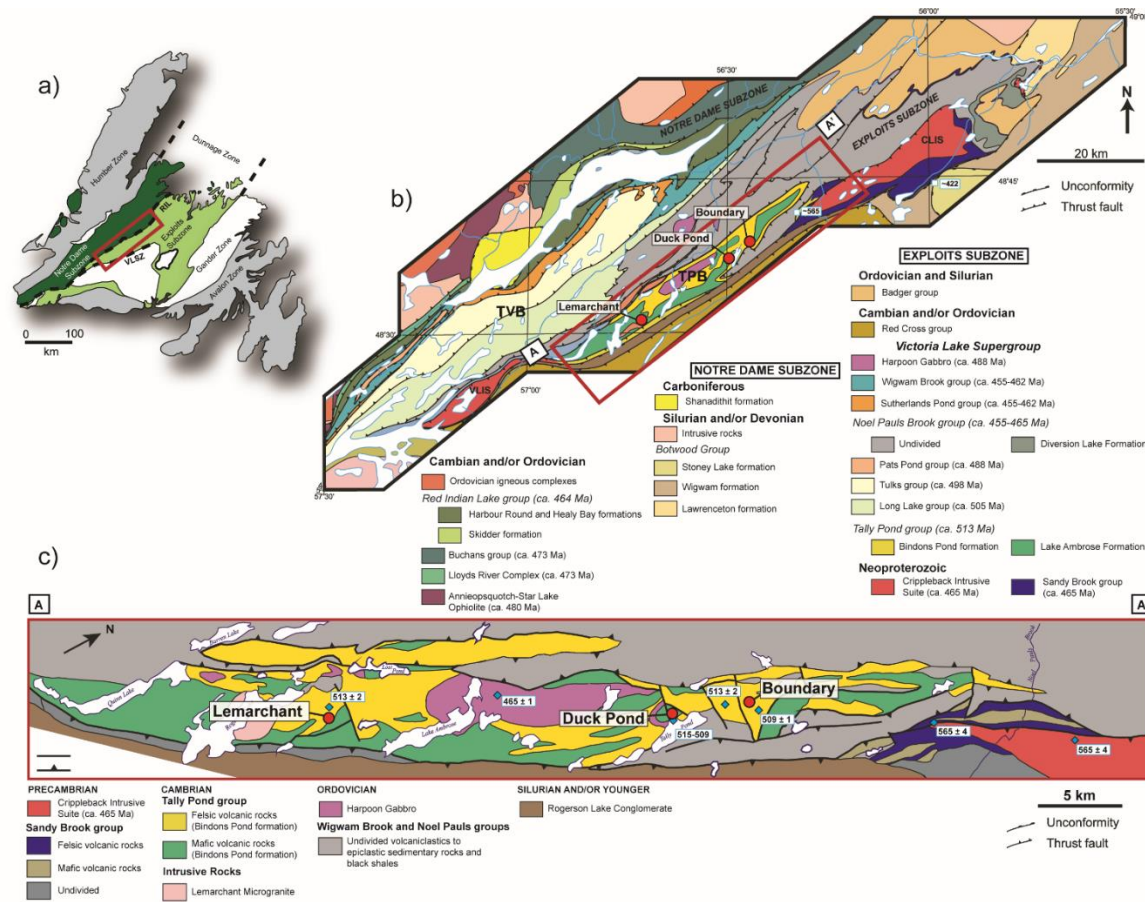 a)
Humber Zone
Dunnage Zone
Notre Dame
Subzone
RIL
Exploits
Subzone
VLSZ
Gander Zone
Avalon Zone
0 100
km
b)
56°30'
56°00'
55°30'
49°00'
48°45'
48°30'
57°00'
57°30'
NOTRE DAME SUBZONE
EXPLOITS SUBZONE
A'
A
CLIS
~422
~565
Boundary
Duck Pond
TPB
Lemarchant
TVB
VLIS
N
20 km
Unconformity
Thrust fault
NOTRE DAME SUBZONE
Carboniferous
Shanadithit formation
Silurian and/or Devonian
Intrusive rocks
Botwood Group
Stoney Lake formation
Wigwam formation
Lawrenceton formation
Cambian and/or Ordovician
Ordovician igneous complexes
Red Indian Lake group (ca. 464 Ma)
Harbour Round and Healy Bay formations
Skidder formation
Buchans group (ca. 473 Ma)
Lloyds River Complex (ca. 473 Ma)
Annieopsquotch-Star Lake
Ophiolite (ca. 480 Ma)
EXPLOITS SUBZONE
Ordovician and Silurian
Badger group
Cambian and/or Ordovician
Red Cross group
Victoria Lake Supergroup
Harpoon Gabbro (ca. 488 Ma)
Wigwam Brook group (ca. 455-462 Ma)
Sutherlands Pond group (ca. 455-462 Ma)
Noel Pauls Brook group (ca. 455-465 Ma)
Undivided Diversion Lake Formation
Pats Pond group (ca. 488 Ma)
Tulks group (ca. 498 Ma)
Long Lake group (ca. 505 Ma)
Tally Pond group (ca. 513 Ma)
Bindons Pond formation Lake Ambrose Formation
Neoproterozoic
Crippleback Intrusive Sandy Brook group
Suite (ca. 465 Ma) (ca. 465 Ma)
c)
A
A
N
Quinn Lake
Lake Ambrose
Tally Pond
Lemarchant
513 ± 2
465 ± 1
Duck Pond
515-509
513 ± 2
Boundary
509 ± 1
565 ± 4
565 ± 4
PRECAMBRIAN
Crippleback Intrusive
Suite (ca. 465 Ma)
Sandy Brook group
Felsic volcanic rocks
Mafic volcanic rocks
Undivided
CAMBRIAN
Tally Pond group
Felsic volcanic rocks
(Bindons Pond formation)
Mafic volcanic rocks
(Bindons Pond formation)
Intrusive Rocks
Lemarchant Microgranite
ORDOVICIAN
Harpoon Gabbro
Wigwam Brook and Noel Pauls groups
Undivided volcaniclastics to
epiclastic sedimentary rocks and
black shales
SILURIAN AND/OR YOUNGER
Rogerson Lake Conglomerate
5 km
Unconformity
Thrust fault